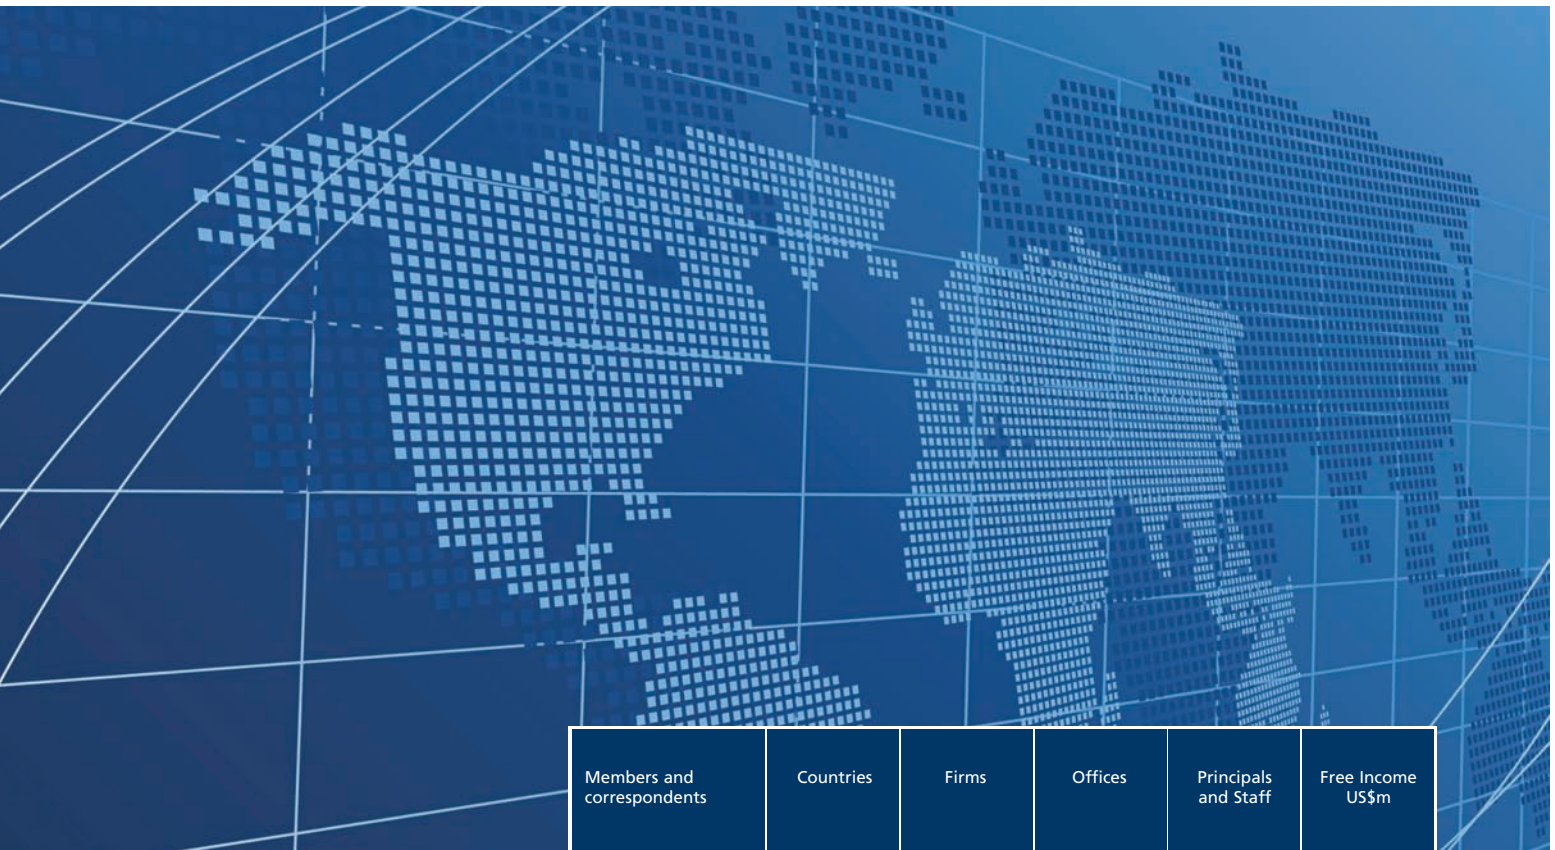 Members and
correspondents
Countries
Firms
Offices
Principals
and Staff
Free Income
US$m